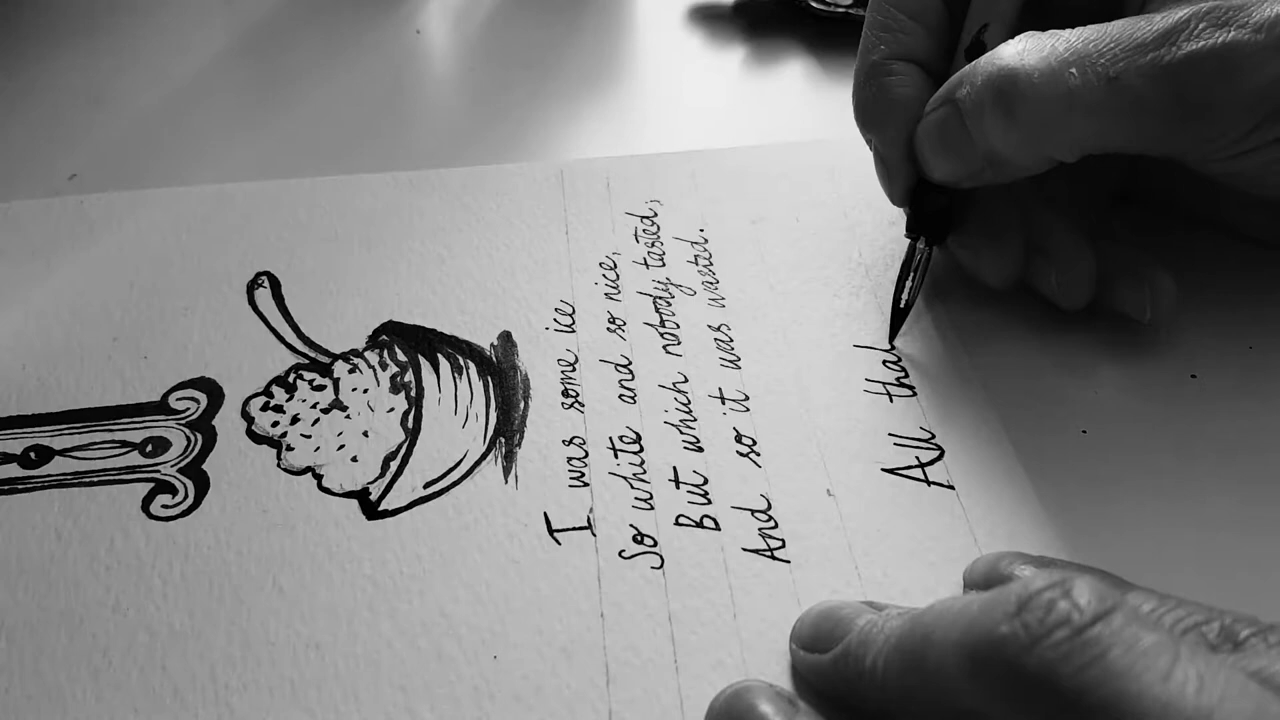 I was some ice
So white and so nice,
But which nobody tasted;
And so it was wasted.
All that